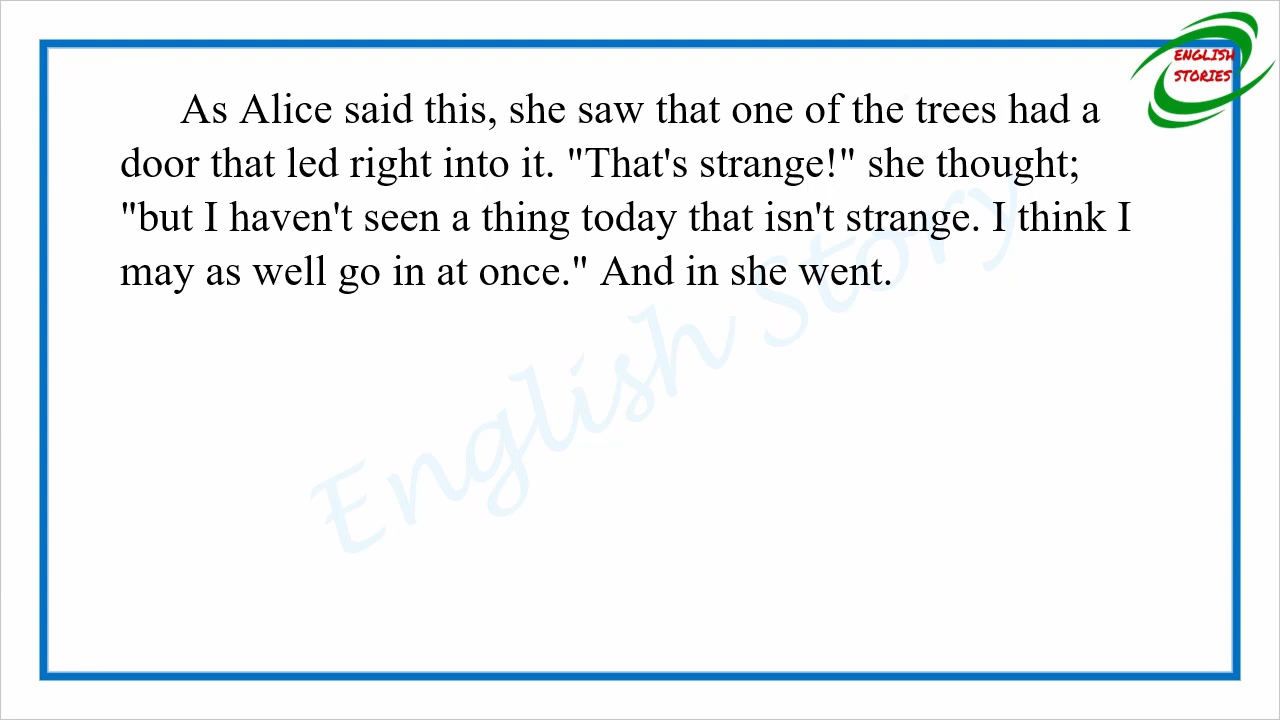 ENGLISH
STORIES
As Alice said this, she saw that one of the trees had a
door that led right into it. "That's strange!" she thought;
"but I haven't seen a thing today that isn't strange. I think I
may as well go in at once." And in she went.
English Story